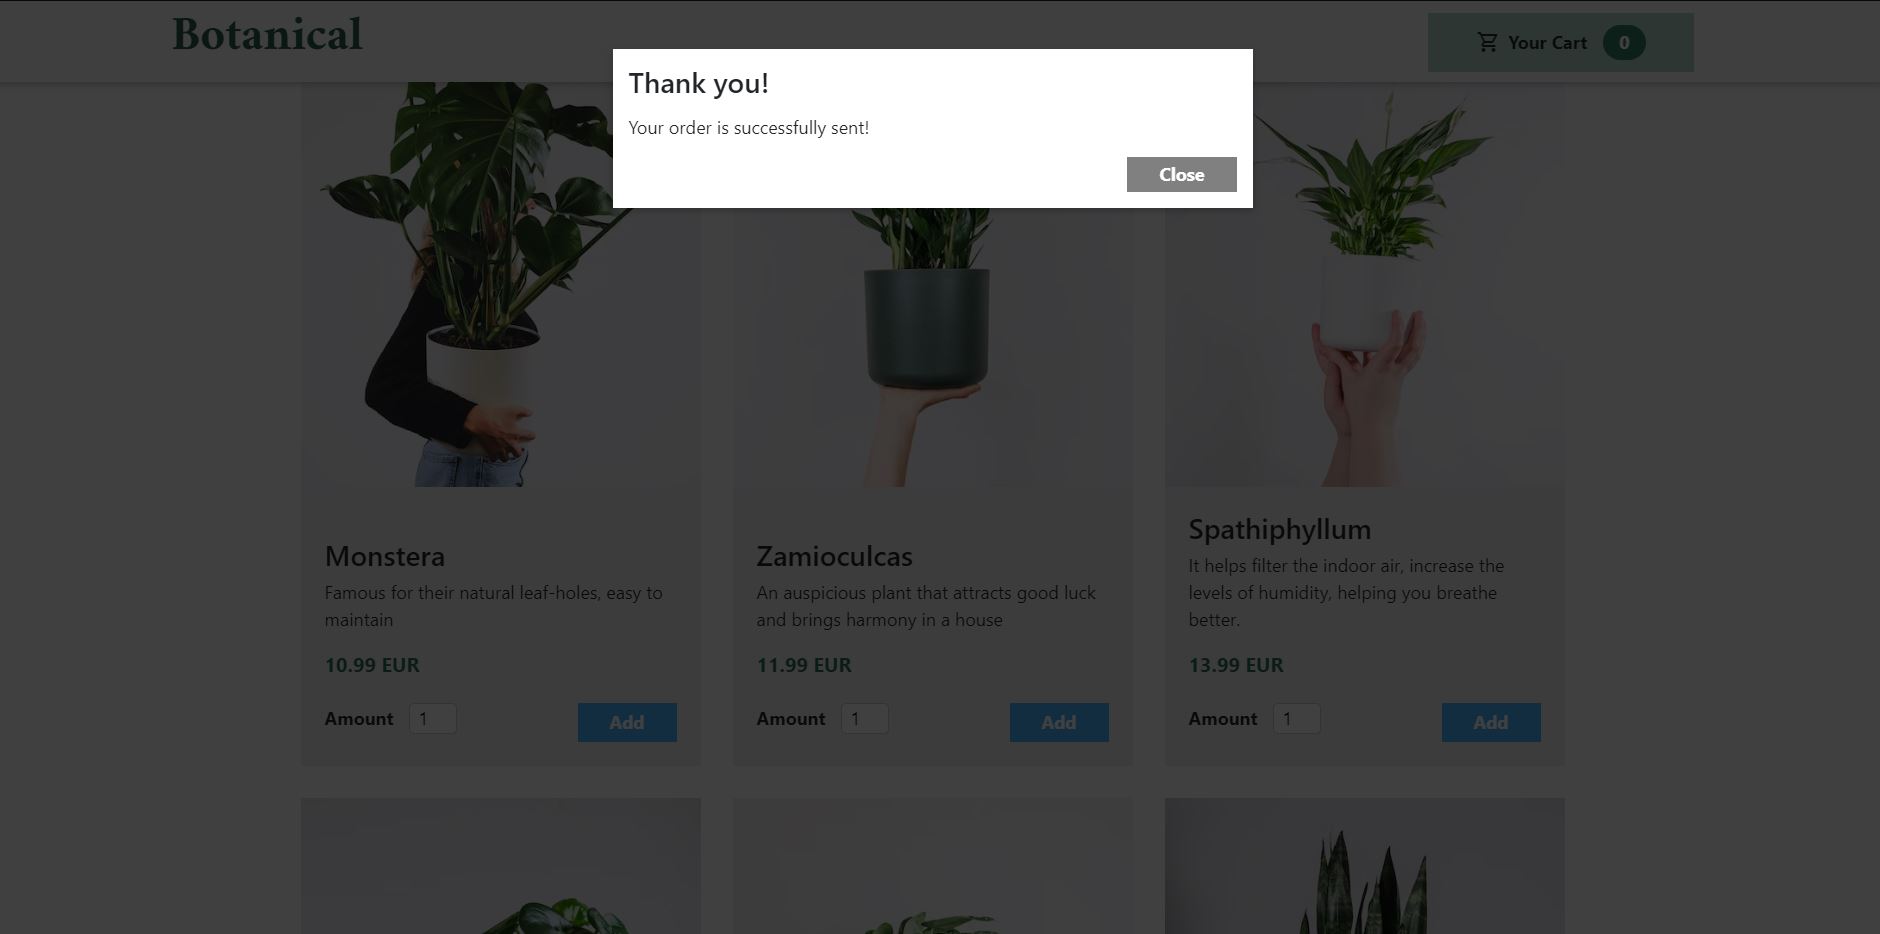 Botanical
Your Cart 0
Thank you!
Your order is successfully sent!
Close
Monstera
Famous for their natural leaf-holes, easy to
maintain
10.99 EUR
Amount 1 Add
Zamioculcas
An auspicious plant that attracts good luck
and brings harmony in a house
11.99 EUR
Amount 1 Add
Spathiphyllum
It helps filter the indoor air, increase the
levels of humidity, helping you breathe
better.
13.99 EUR
Amount 1 Add